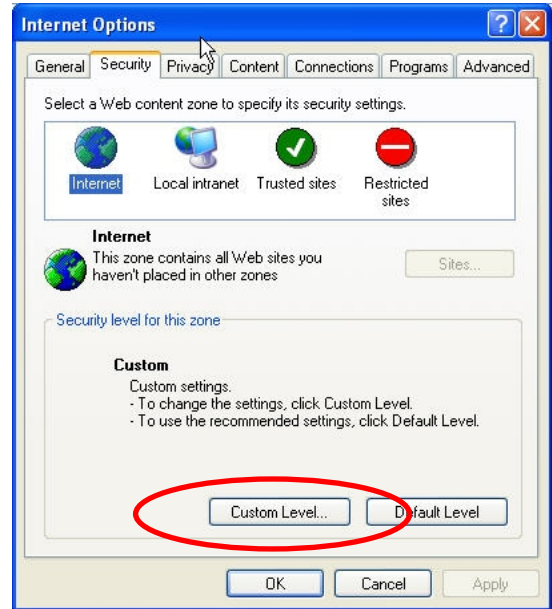 Internet Options
General Security Privacy Content Connections Programs Advanced
Select a Web content zone to specify its security settings.
Internet Local intranet Trusted sites Restricted
sites
Internet
This zone contains all Web sites you
haven't placed in other zones
Sites...
Security level for this zone
Custom
Custom settings.
- To change the settings, click Custom Level.
- To use the recommended settings, click Default Level.
Custom Level... Default Level
OK Cancel Apply